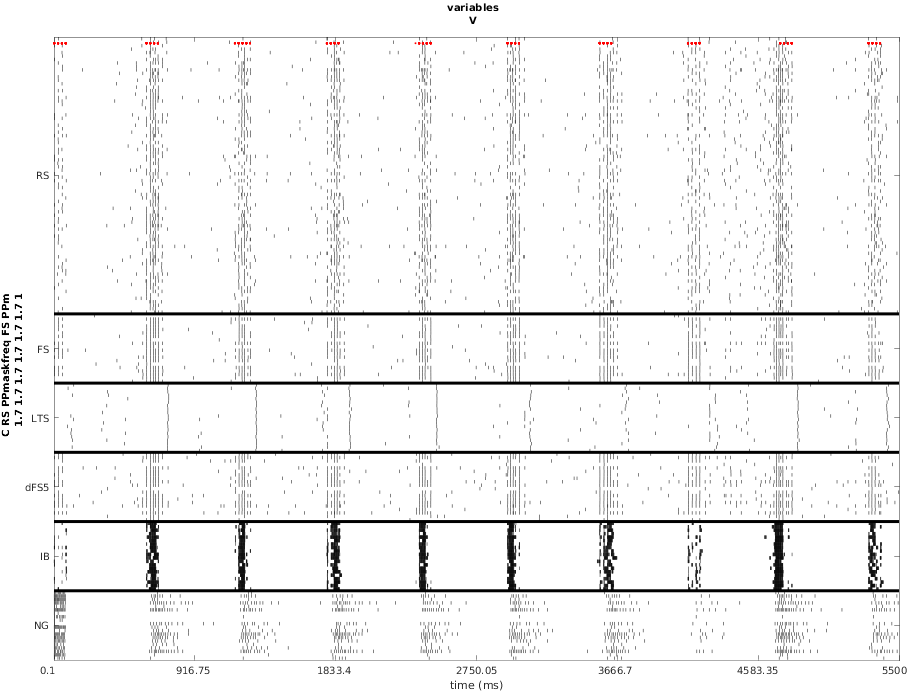 variables
V
RS
FS
LTS
dFS5
IB
NG
C RS PPmaskfreq FS PPm
1.7 1.7 1.7 1.7 1.7 1.7 1
0.1 916.75 1833.4 2750.05 3666.7 4583.35 5500
time (ms)